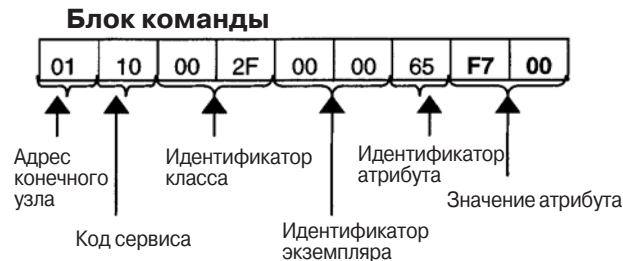 Блок команды
01 10 00 2F 00 00 65 F7 00
Адрес
конечного
узла
Идентификатор
класса
Идентификатор
атрибута
Значение атрибута
Код сервиса
Идентификатор
экземпляра